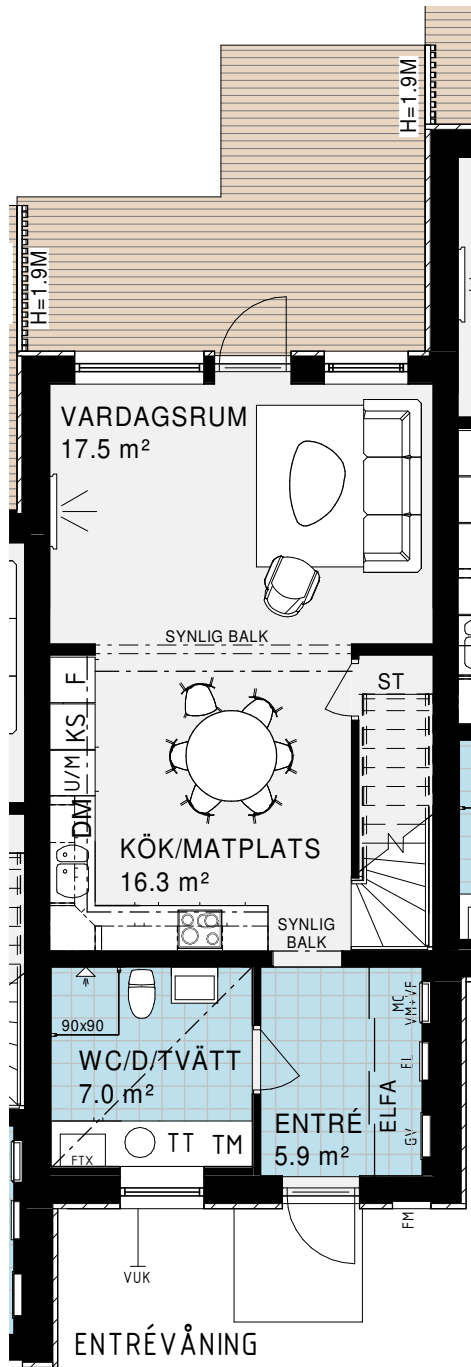 H=1.9M
H=1.9M
VARDAGSRUM
17.5 m²
SYNLIG BALK
F
ST
KS
U/M
DM
KÖK/MATPLATS
16.3 m²
SYNLIG
BALK
90x90
WC/D/TVÄTT
7.0 m²
MC
VM+VF
FI
ELFA
ENTRÉ
5.9 m²
GV
FTX
TT
TM
FM
VUK
ENTRÉVÅNING